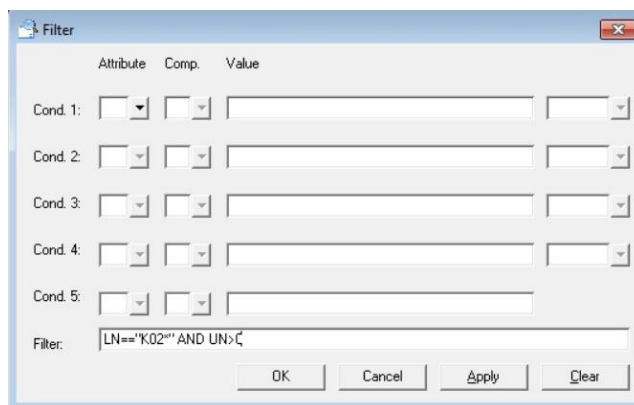 Filter
Attribute Comp. Value
Cond. 1:
Cond. 2:
Cond. 3:
Cond. 4:
Cond. 5:
Filter: LN=="K02*" AND UN>
OK Cancel Apply Clear